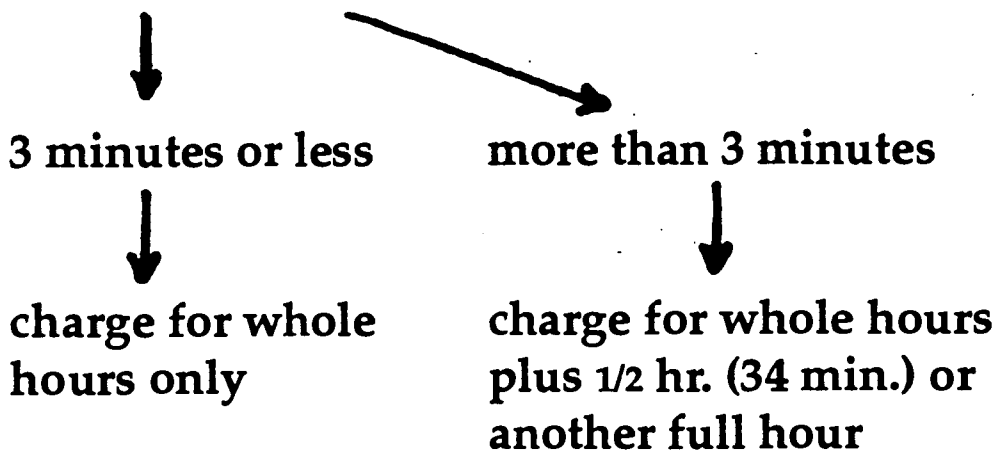 3 minutes or less
more than 3 minutes
charge for whole
hours only
charge for whole hours
plus 1/2 hr. (34 min.) or
another full hour